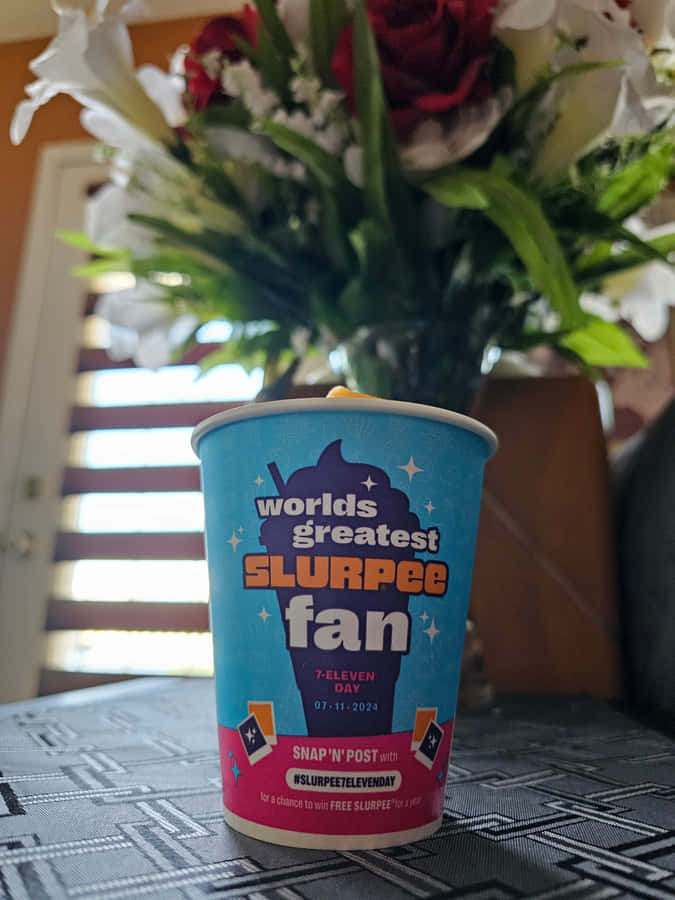 worlds
greatest
SLURPEE
fan
7-ELEVEN
DAY
07·11·2024
SNAP 'N' POST with
#SLURPEE7ELEVENDAY
for a chance to win FREE SLURPEE® for a year